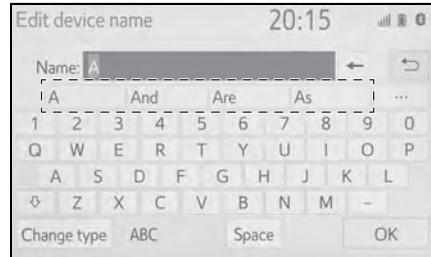 Edit device name 20:15
Name: A
A And Are As ...
1 2 3 4 5 6 7 8 9 0
Q W E R T Y U I O P
A S D F G H J K L
Z X C V B N M -
Change type ABC Space OK